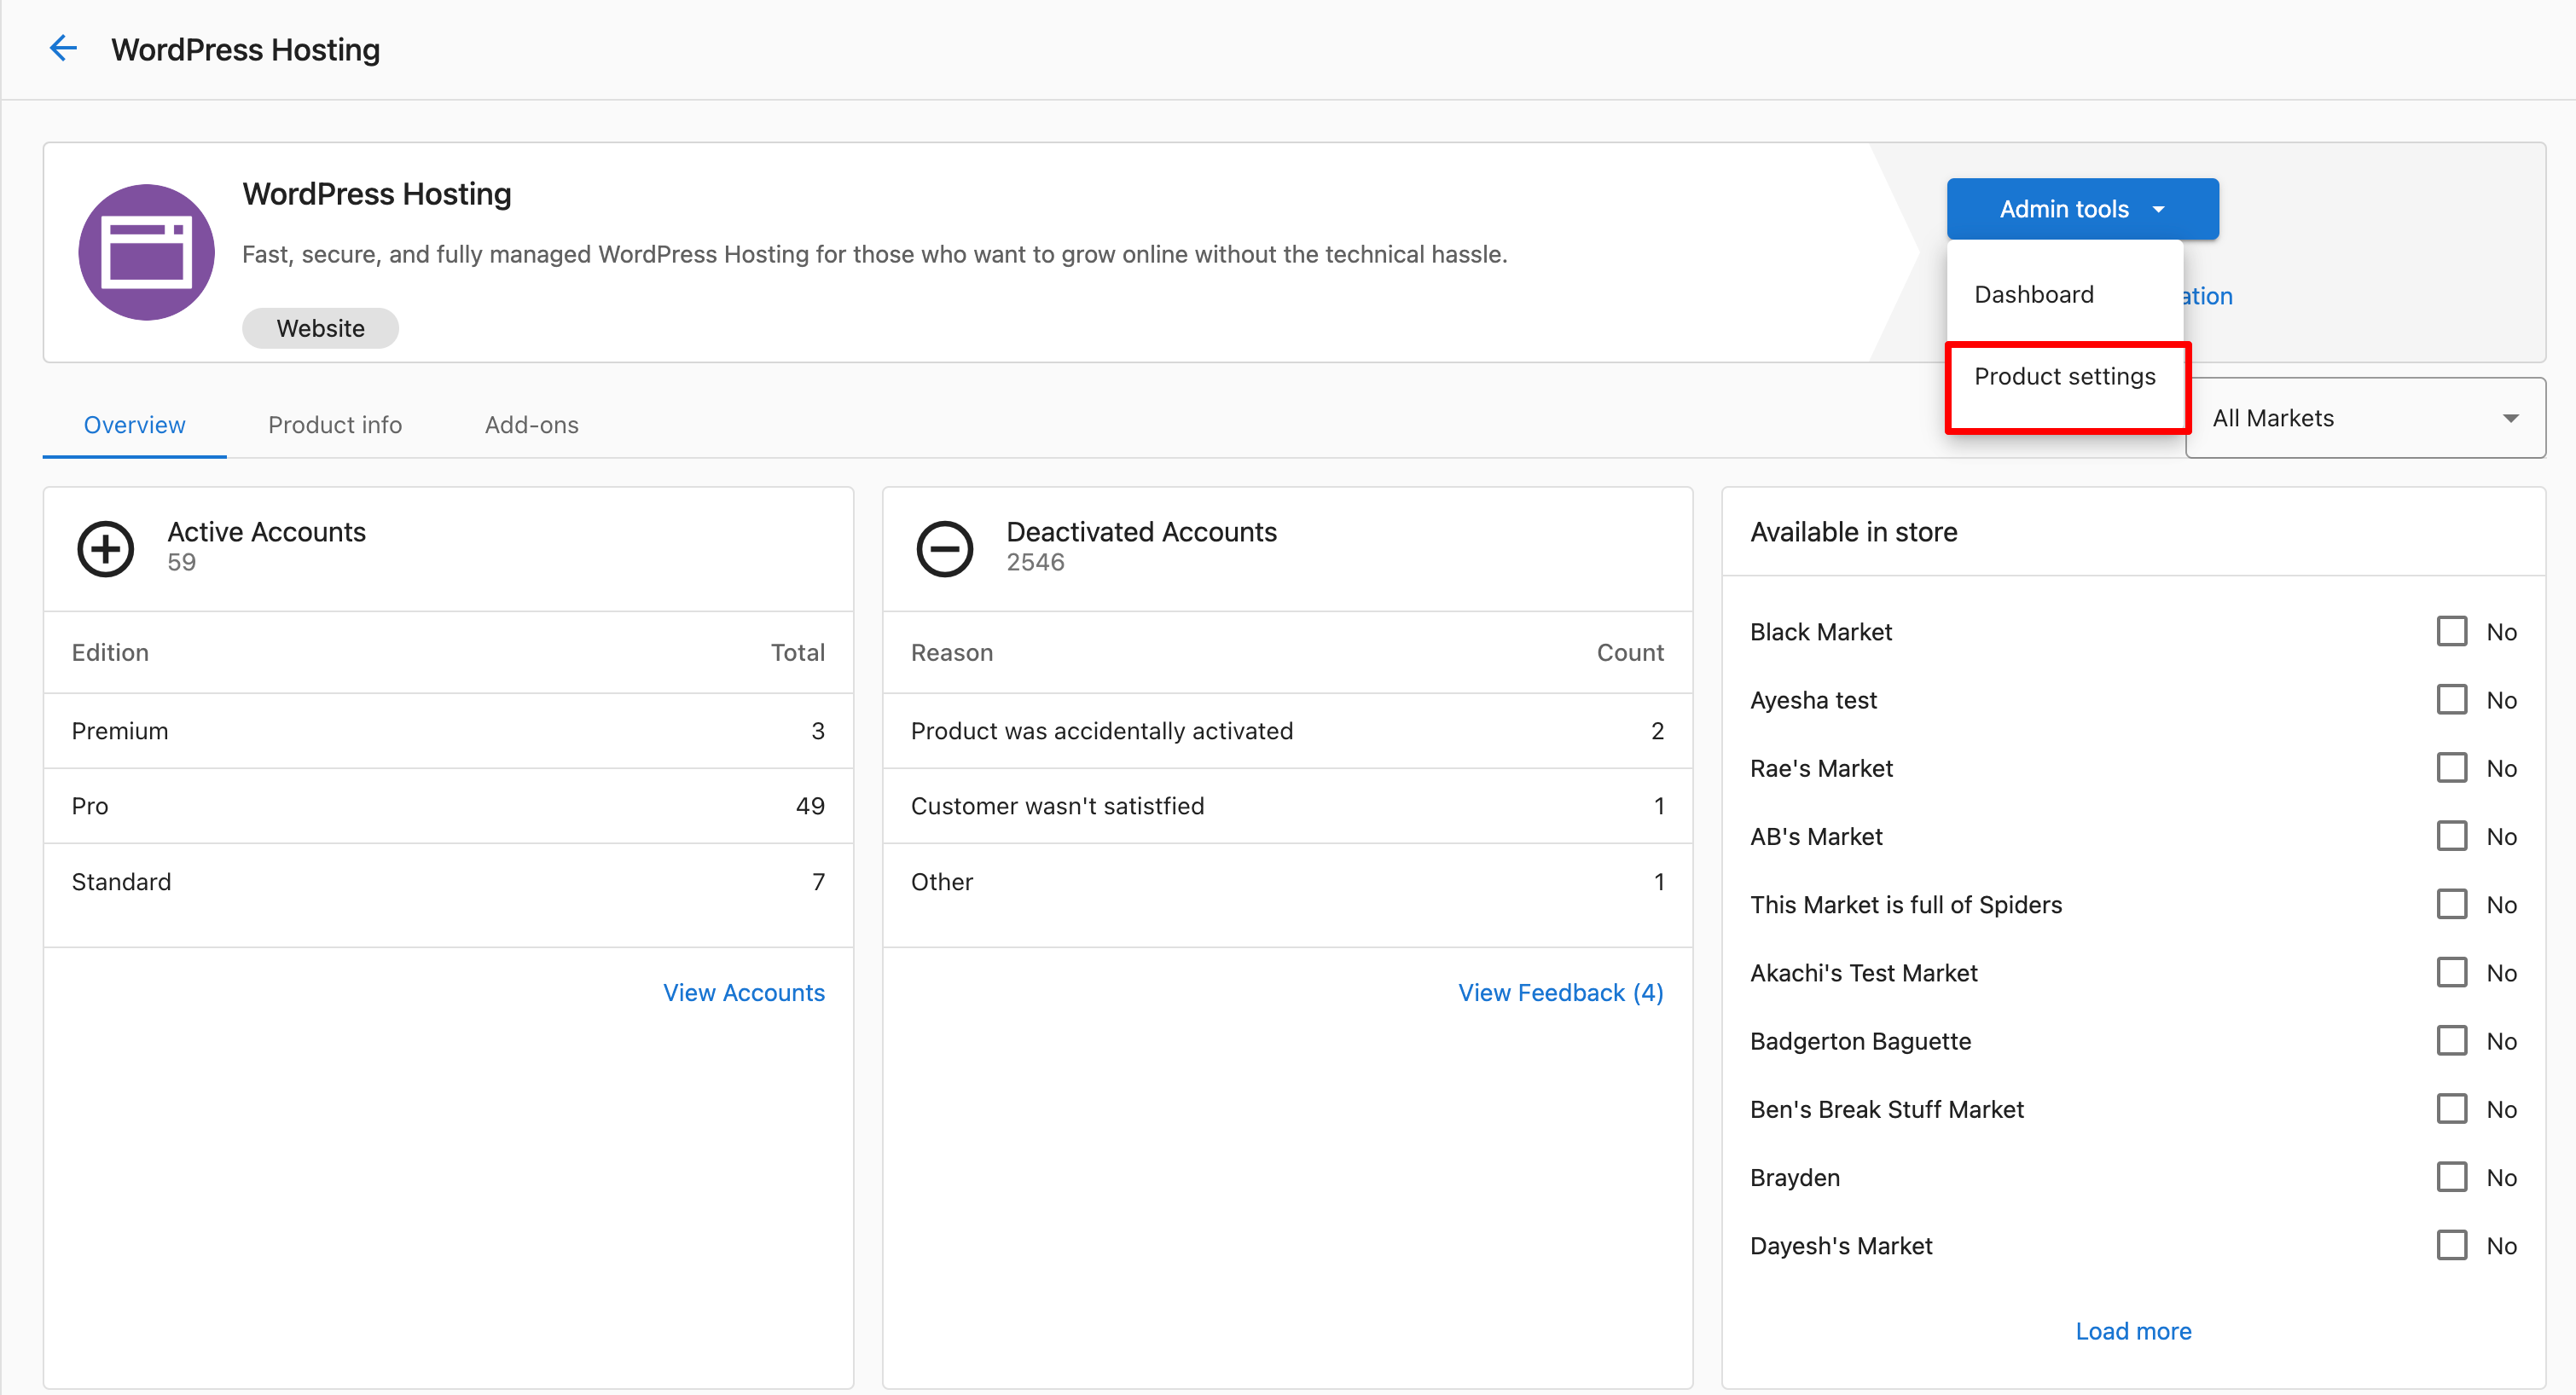 WordPress Hosting
WordPress Hosting
Fast, secure, and fully managed WordPress Hosting for those who want to grow online without the technical hassle.
Website
Admin tools
Dashboard
Product settings
Overview
Product info
Add-ons
All Markets
Active Accounts
59
Edition Total
Premium 3
Pro 49
Standard 7
View Accounts
Deactivated Accounts
2546
Reason Count
Product was accidentally activated 2
Customer wasn't satistfied 1
Other 1
View Feedback (4)
Available in store
Black Market No
Ayesha test No
Rae's Market No
AB's Market No
This Market is full of Spiders No
Akachi's Test Market No
Badgerton Baguette No
Ben's Break Stuff Market No
Brayden No
Dayesh's Market No
Load more